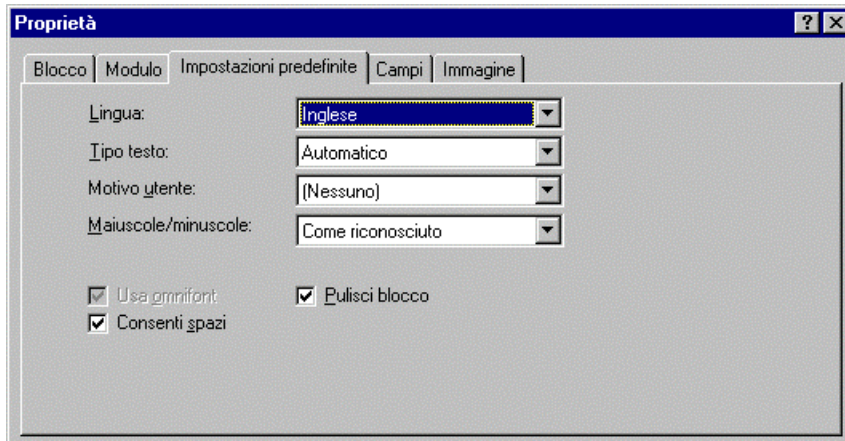 Proprietà
Blocco Modulo Impostazioni predefinite Campi Immagine
Lingua: Inglese
Tipo testo: Automatico
Motivo utente: (Nessuno)
Maiuscole/minuscole: Come riconosciuto
Usa omnifont Pulisci blocco
Consenti spazi